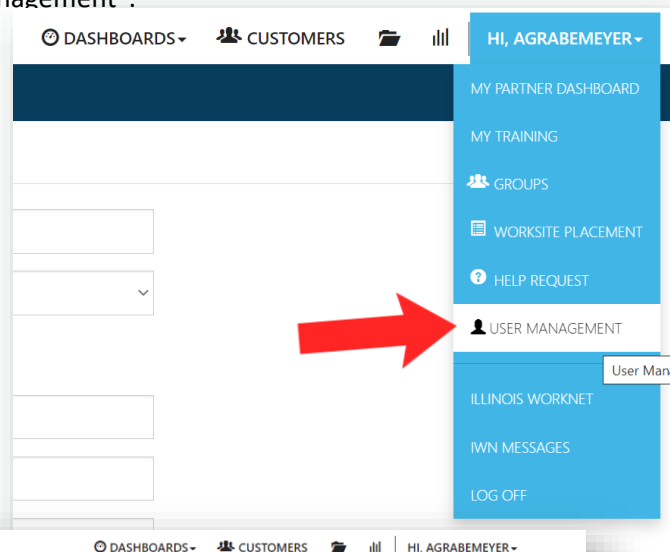 nagement".
DASHBOARDS CUSTOMERS HI, AGRABEMEYER
MY PARTNER DASHBOARD
MY TRAINING
GROUPS
WORKSITE PLACEMENT
HELP REQUEST
USER MANAGEMENT
User Man
ILLINOIS WORKNET
IWN MESSAGES
LOG OFF
DASHBOARDS CUSTOMERS HI, AGRABEMEYER